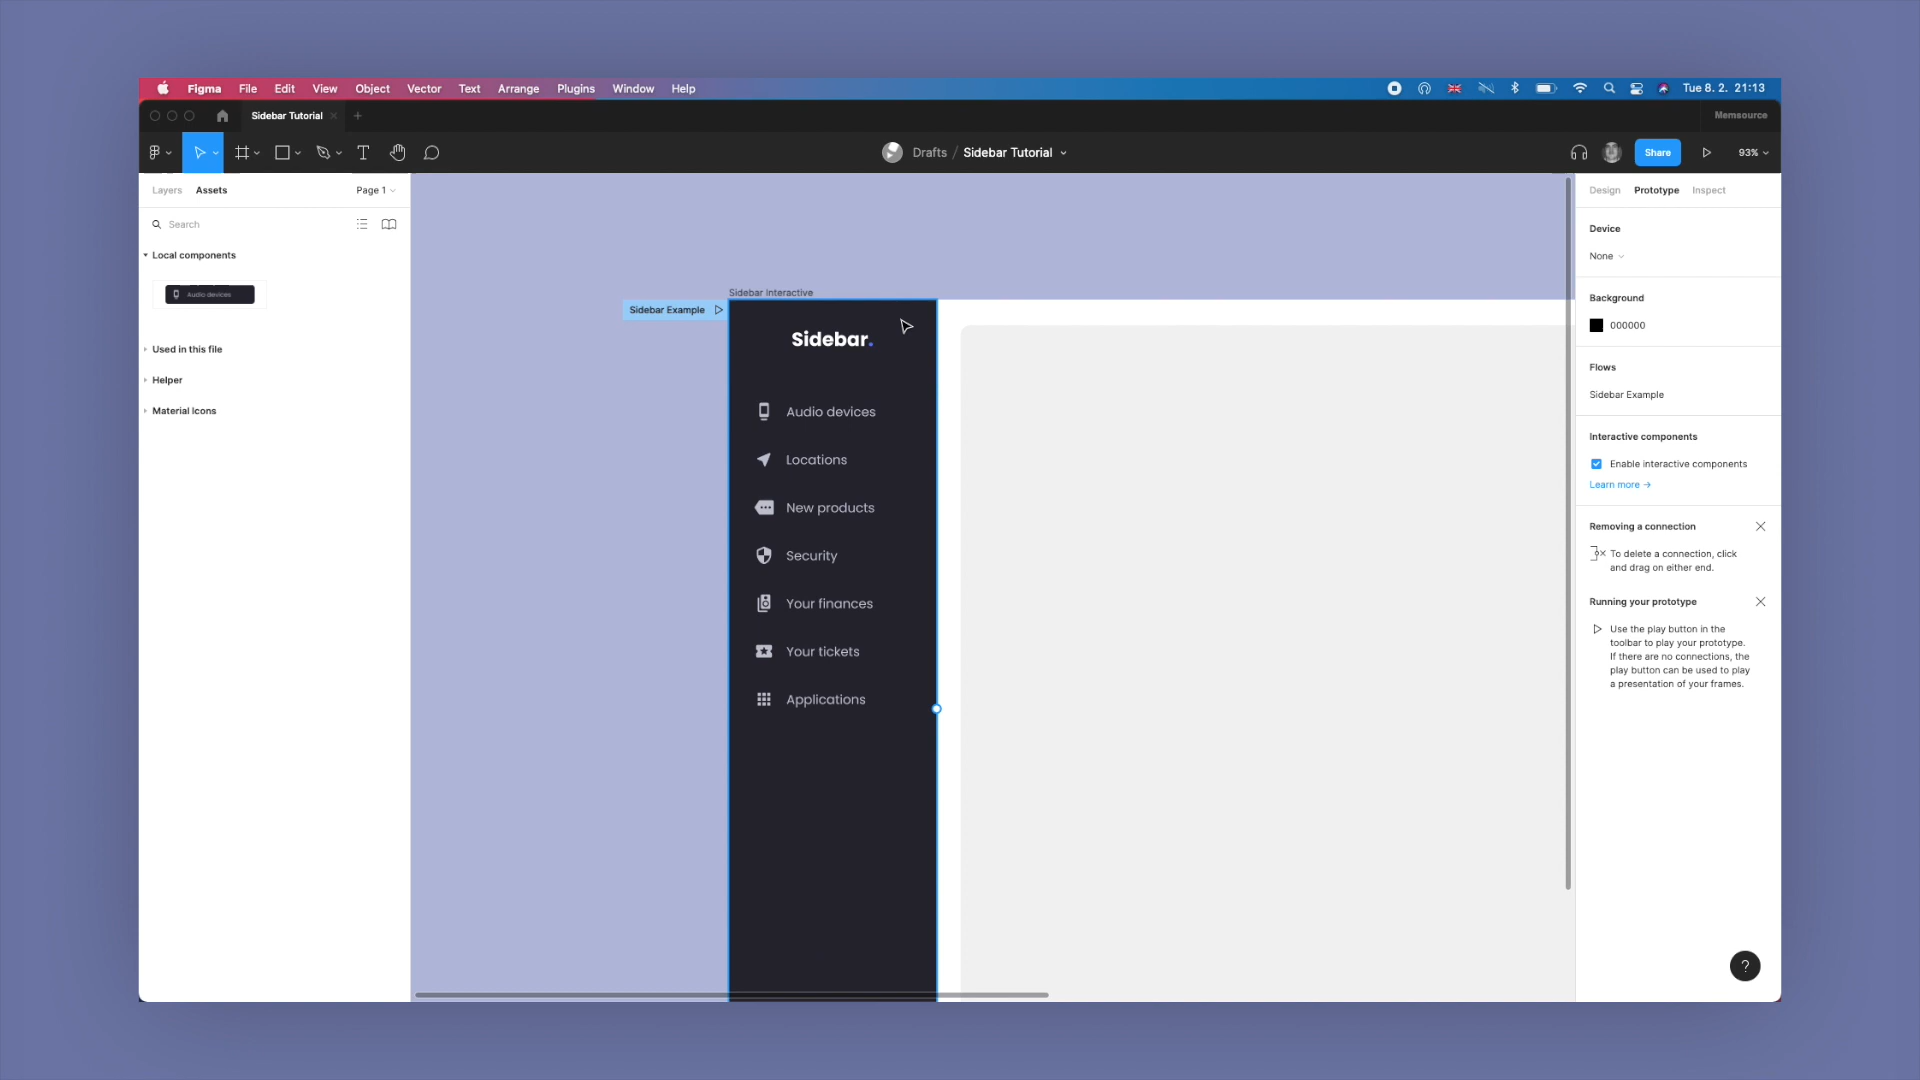 Figma File Edit View Object Vector Text Arrange Plugins Window Help
Tue 8. 2. 21:13
Sidebar Tutorial
Memsource
Drafts / Sidebar Tutorial
Share
93%
Layers Assets
Page 1
Search
Local components
Audio devices
Used in this file
Helper
Material Icons
Sidebar Interactive
Sidebar Example
Sidebar.
Audio devices
Locations
New products
Security
Your finances
Your tickets
Applications
Design Prototype Inspect
Device
None
Background
000000
Flows
Sidebar Example
Interactive components
Enable interactive components
Learn more →
Removing a connection
To delete a connection, click
and drag on either end.
Running your prototype
Use the play button in the
toolbar to play your prototype.
If there are no connections, the
play button can be used to play
a presentation of your frames.
?